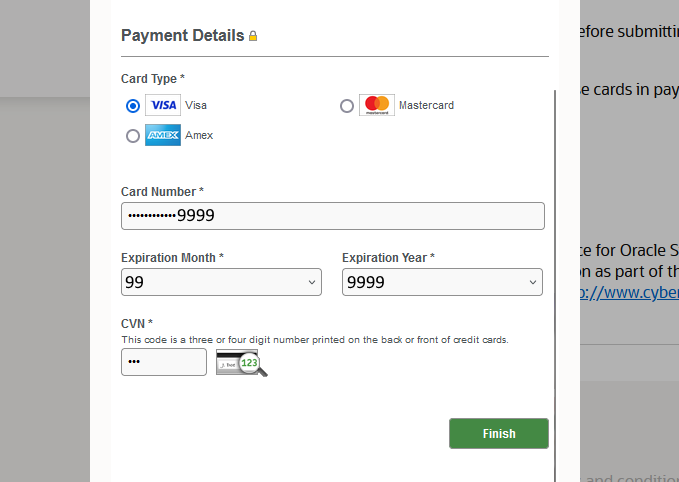 Payment Details
Card Type *
VISA Visa
mastercard Mastercard
AMEX Amex
Card Number *
••••••••••••9999
Expiration Month *
Expiration Year *
99
9999
CVN *
This code is a three or four digit number printed on the back or front of credit cards.
•••
123
Finish
efore submittin
e cards in pay
ce for Oracle S
n as part of th
p://www.cyber
and conditio